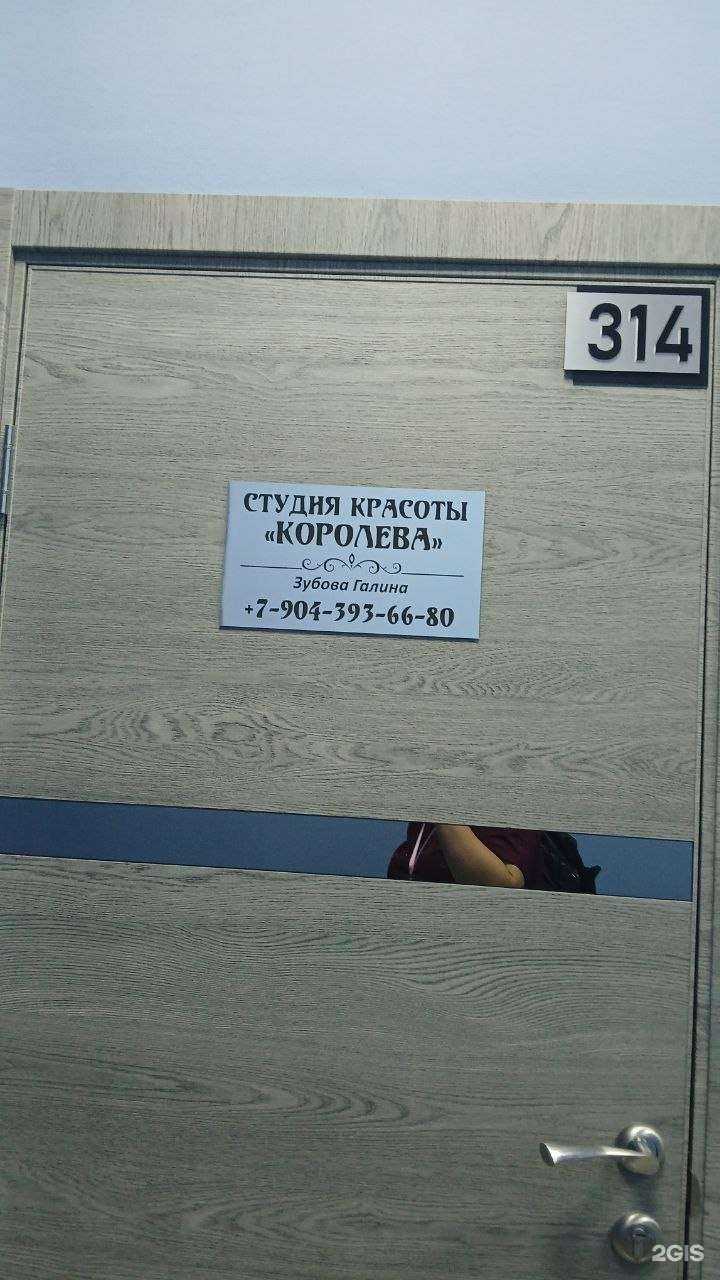 314
СТУДИЯ КРАСОТЫ
«КОРОЛЕВА»
Зубова Галина
+7-904-393-66-80
2GIS